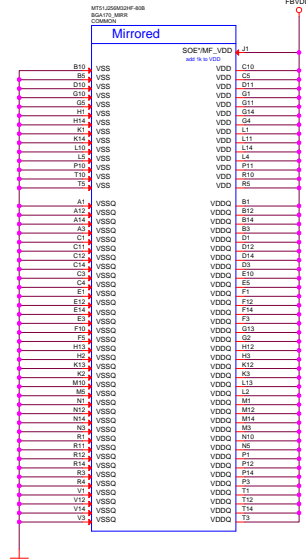 MT51J256M32HF-80B
BGA170_MIRR
COMMON
FBVDD
Mirrored
SOE*/MF_VDD J1
add 1k to VDD
B10 VSS VDD C10
B5 VSS VDD C5
D10 VSS VDD D11
G10 VSS VDD G1
G5 VSS VDD G11
H1 VSS VDD G14
H14 VSS VDD G4
K1 VSS VDD L1
K14 VSS VDD L11
L10 VSS VDD L14
L5 VSS VDD L4
P10 VSS VDD P11
T10 VSS VDD R10
T5 VSS VDD R5
A1 VSSQ VDDQ B1
A12 VSSQ VDDQ B12
A14 VSSQ VDDQ B14
A3 VSSQ VDDQ B3
C1 VSSQ VDDQ D1
C11 VSSQ VDDQ D12
C12 VSSQ VDDQ D14
C14 VSSQ VDDQ D3
C3 VSSQ VDDQ E10
C4 VSSQ VDDQ E5
E1 VSSQ VDDQ F1
E12 VSSQ VDDQ F12
E14 VSSQ VDDQ F14
E3 VSSQ VDDQ F3
F10 VSSQ VDDQ G13
F5 VSSQ VDDQ G2
H13 VSSQ VDDQ H12
H2 VSSQ VDDQ H3
K13 VSSQ VDDQ K12
K2 VSSQ VDDQ K3
M10 VSSQ VDDQ L13
M5 VSSQ VDDQ L2
N1 VSSQ VDDQ M1
N12 VSSQ VDDQ M12
N14 VSSQ VDDQ M14
N3 VSSQ VDDQ M3
R1 VSSQ VDDQ N10
R11 VSSQ VDDQ N5
R12 VSSQ VDDQ P1
R14 VSSQ VDDQ P12
R3 VSSQ VDDQ P14
R4 VSSQ VDDQ P3
V1 VSSQ VDDQ T1
V12 VSSQ VDDQ T12
V14 VSSQ VDDQ T14
V3 VSSQ VDDQ T3